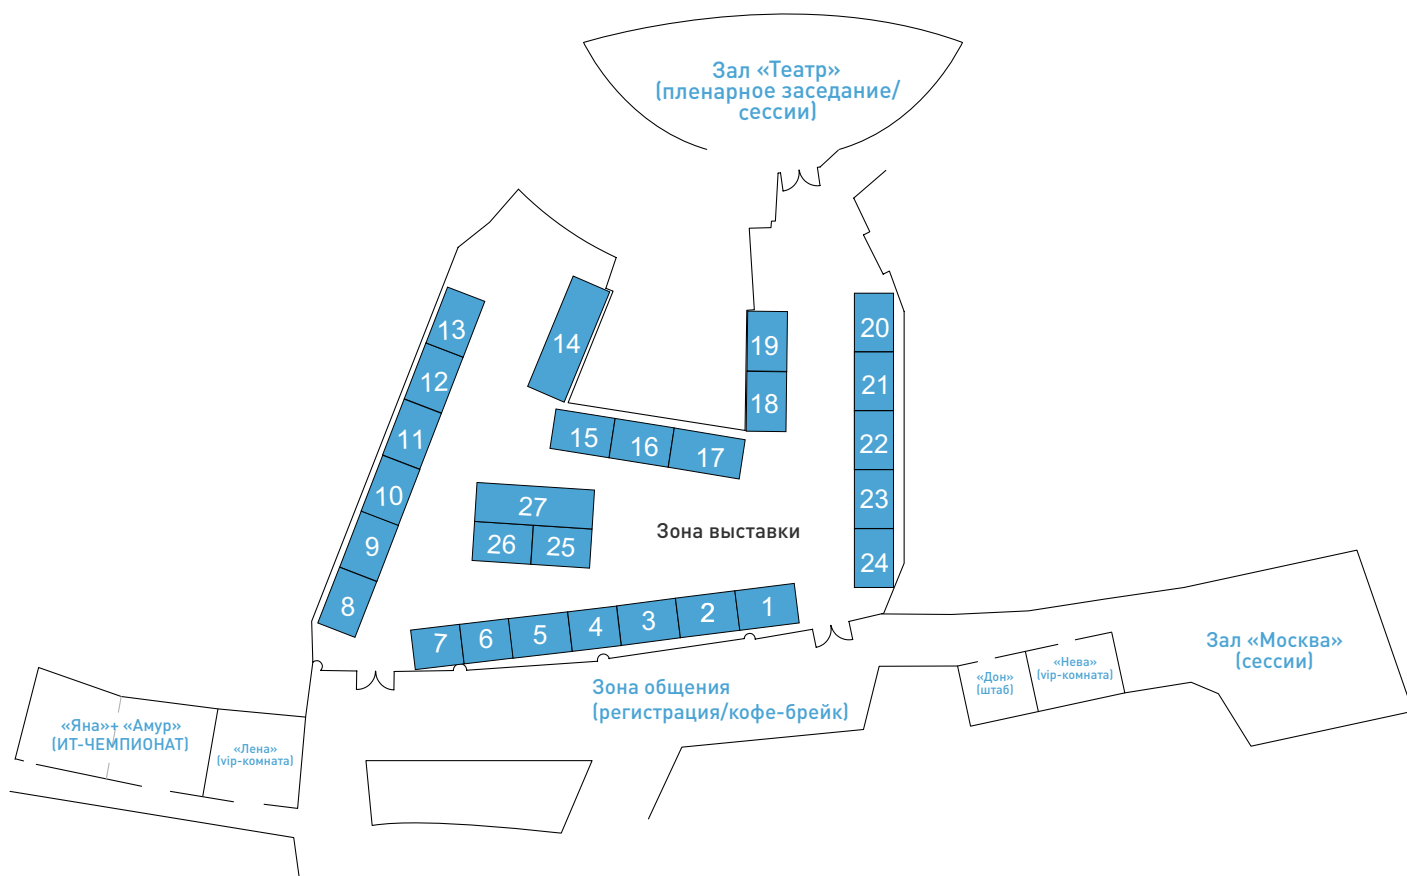 Зал «Театр»
(пленарное заседание/
сессии)
13
12
11
10
9
8
14
15
16
17
19
18
20
21
22
23
24
27
26
25
Зона выставки
7
6
5
4
3
2
1
Зона общения
(регистрация/кофе-брейк)
«Яна»+ «Амур»
(ИТ-ЧЕМПИОНАТ)
«Лена»
(vip-комната)
«Дон»
(штаб)
«Нева»
(vip-комната)
Зал «Москва»
(сессии)